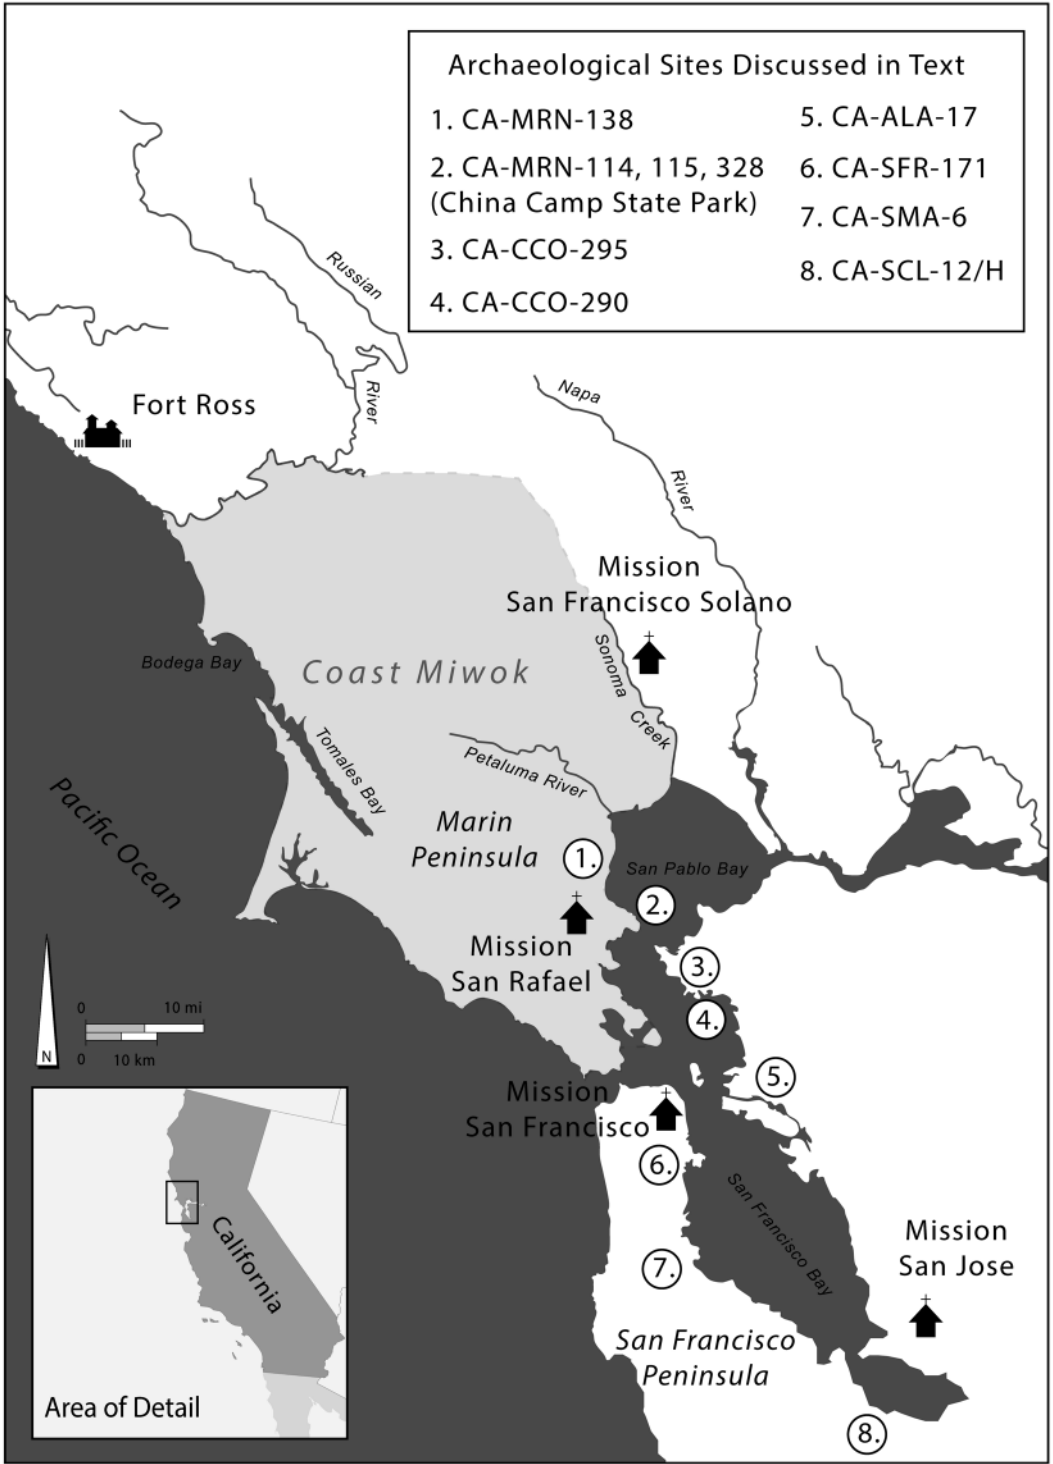 Archaeological Sites Discussed in Text
1. CA-MRN-138
2. CA-MRN-114, 115, 328
(China Camp State Park)
3. CA-CCO-295
4. CA-CCO-290
5. CA-ALA-17
6. CA-SFR-171
7. CA-SMA-6
8. CA-SCL-12/H
Russian
River
Fort Ross
Napa
River
Mission
San Francisco Solano
Sonoma
Creek
Bodega Bay
Coast Miwok
Tomales Bay
Petaluma River
Pacific Ocean
Marin
Peninsula
1.
San Pablo Bay
2.
Mission
San Rafael
3.
4.
0 10 mi
0 10 km
N
5.
Mission
San Francisco
6.
San Francisco Bay
7.
Mission
San Jose
San Francisco
Peninsula
8.
California
Area of Detail